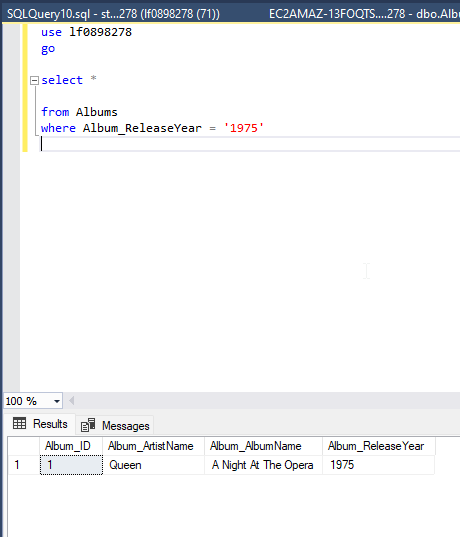 SQLQuery10.sql - st...278 (lf0898278 (71)) EC2AMAZ-13FOQTS....278 - dbo.Albu
use lf0898278
go
select *
from Albums
where Album_ReleaseYear = '1975'
100 %
Results Messages
Album_ID Album_ArtistName Album_AlbumName Album_ReleaseYear
1 1 Queen A Night At The Opera 1975